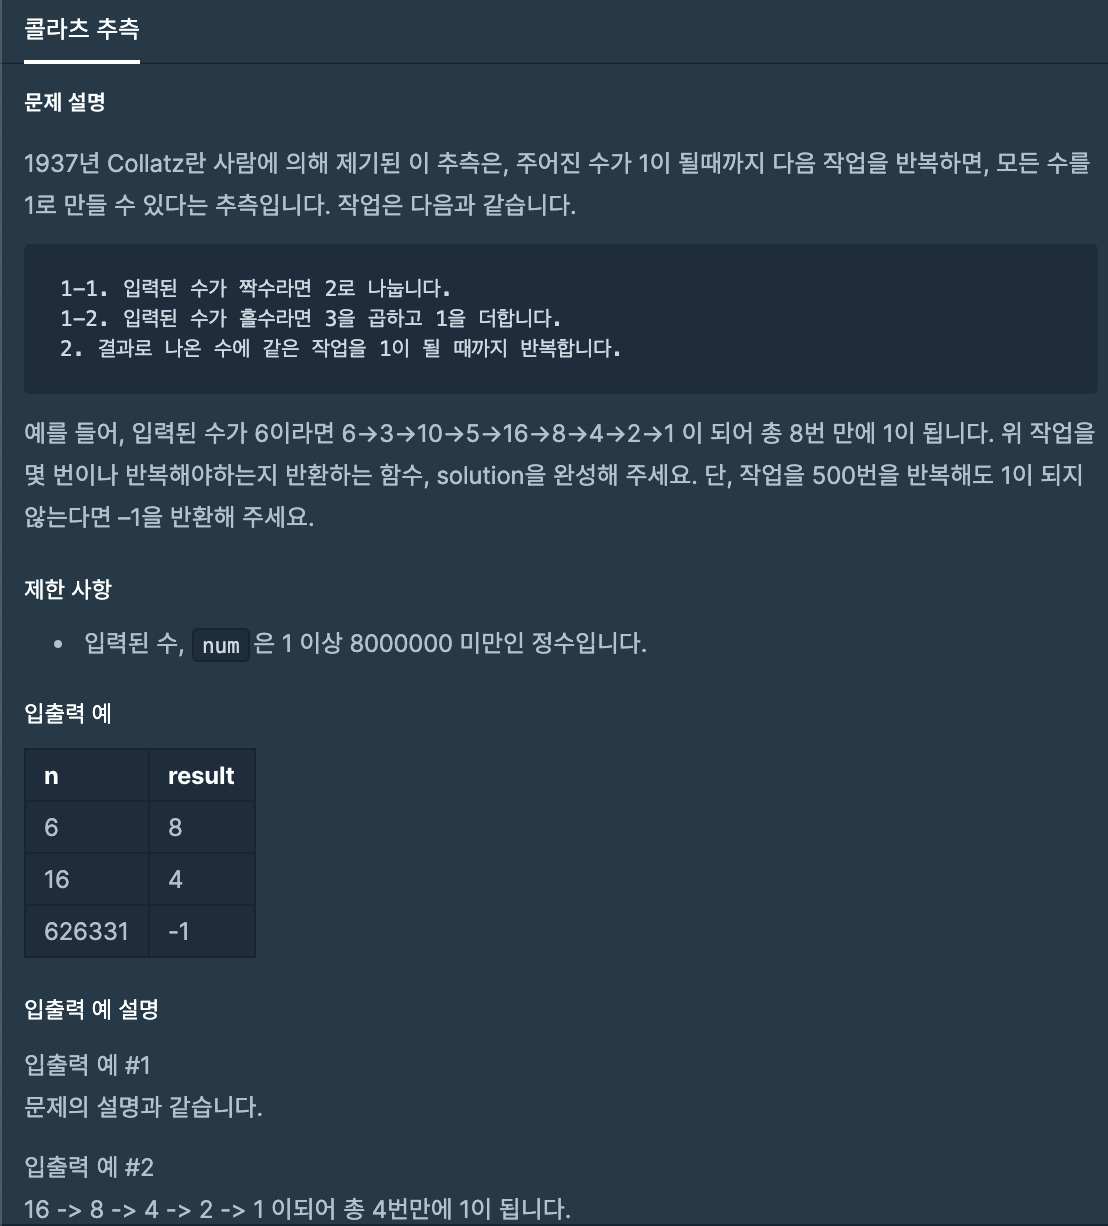 콜라츠 추측
문제 설명
1937년 Collatz란 사람에 의해 제기된 이 추측은, 주어진 수가 1이 될때까지 다음 작업을 반복하면, 모든 수를
1로 만들 수 있다는 추측입니다. 작업은 다음과 같습니다.
1-1. 입력된 수가 짝수라면 2로 나눕니다.
1-2. 입력된 수가 홀수라면 3을 곱하고 1을 더합니다.
2. 결과로 나온 수에 같은 작업을 1이 될 때까지 반복합니다.
예를 들어, 입력된 수가 6이라면 6→3→10→5→16→8→4→2→1 이 되어 총 8번 만에 1이 됩니다. 위 작업을
몇 번이나 반복해야하는지 반환하는 함수, solution을 완성해 주세요. 단, 작업을 500번을 반복해도 1이 되지
않는다면 –1을 반환해 주세요.
제한 사항
• 입력된 수, num 은 1 이상 8000000 미만인 정수입니다.
입출력 예
n result
6 8
16 4
626331 -1
입출력 예 설명
입출력 예 #1
문제의 설명과 같습니다.
입출력 예 #2
16 -> 8 -> 4 -> 2 -> 1 이되어 총 4번만에 1이 됩니다.